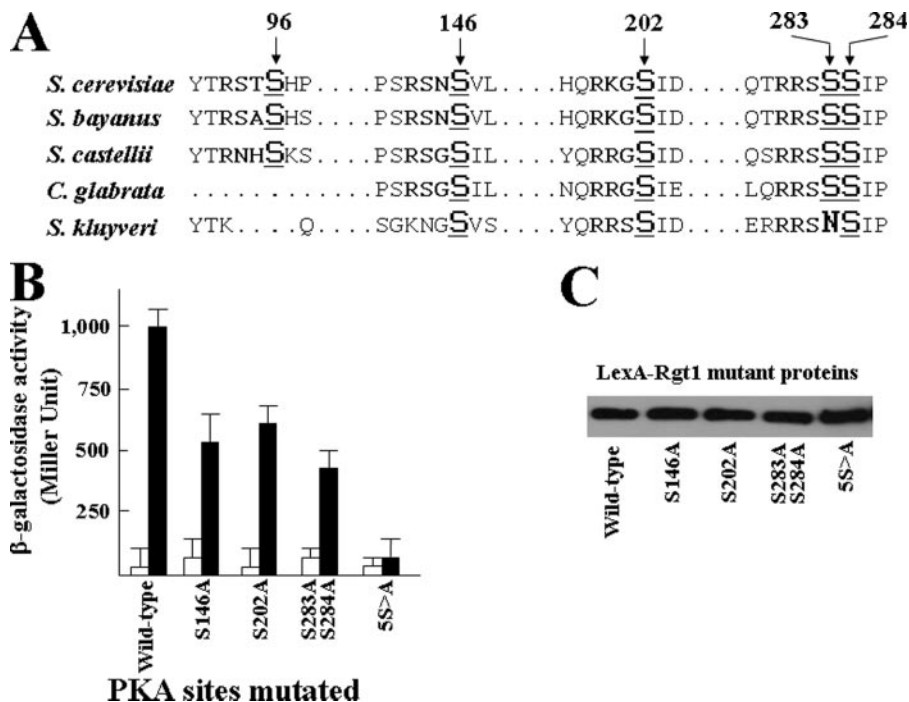 A
96 146 202 283 284
S. cerevisiae YTRSTSHP....PSRSNSVL....HQRKGSID....QTRRSSSIP
S. bayanus YTRSASHS....PSRSNSVL....HQRKGSID....QTRRSSSIP
S. castellii YTRNHSKS....PSRSGSIL....YQRRGSID....QSRRSSSIP
C. glabrata ............PSRSGSIL....NQRRGSIE....LQRRSSSIP
S. kluyveri YTK....Q....SGKNGSVS....YQRRSSID....ERRRSNSIP
B
β-galactosidase activity
(Miller Unit)
1,000
750
500
250
Wild-type
S146A
S202A
S283A
S284A
5S>A
PKA sites mutated
C
LexA-Rgt1 mutant proteins
Wild-type
S146A
S202A
S283A
S284A
5S>A